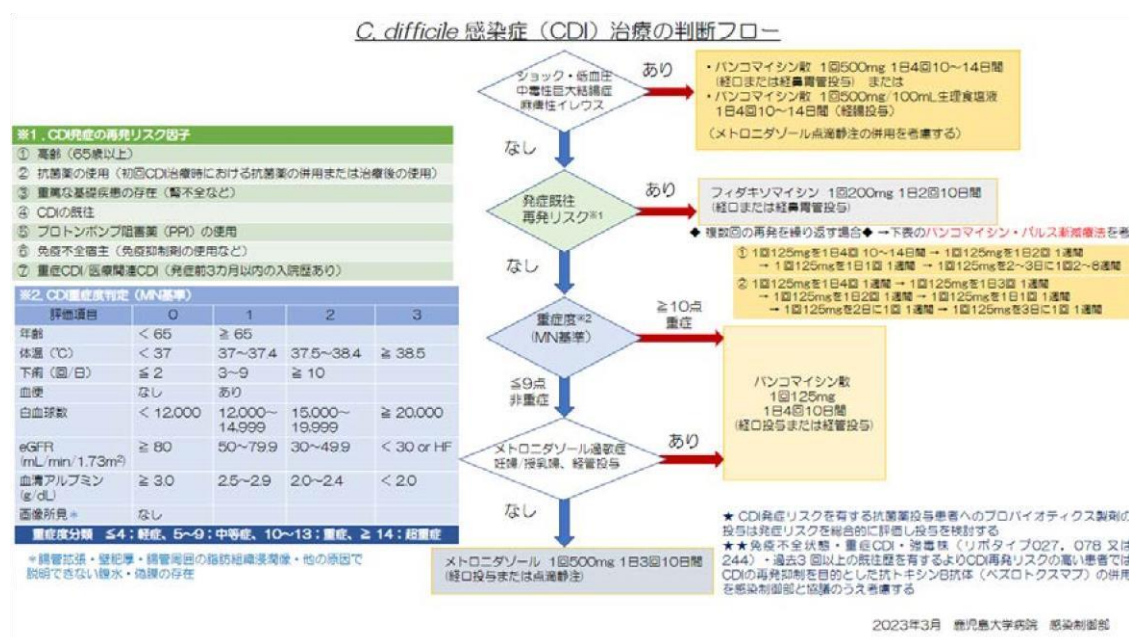 C. difficile 感染症（CDI）治療の判断フロー
ショック・低血圧
中毒性巨大結腸症
麻痺性イレウス
あり
・バンコマイシン散 1回500mg 1日4回10～14日間
(経口または経鼻胃管投与) または
・バンコマイシン散 1回500mg/100mL生理食塩液
1日4回10～14日間（経腸投与）
（メトロニダゾール点滴静注の併用を考慮する）
なし
※1．CDI発症の再発リスク因子
① 高齢（65歳以上）
② 抗菌薬の使用（初回CDI治療時における抗菌薬の併用または治療後の使用）
③ 重篤な基礎疾患の存在（腎不全など）
④ CDIの既往
⑤ プロトンポンプ阻害薬（PPI）の使用
⑥ 免疫不全宿主（免疫抑制剤の使用など）
⑦ 重症CDI/医療関連CDI（発症前3カ月以内の入院歴あり）
発症既往
再発リスク※1
あり
フィダキソマイシン 1回200mg 1日2回10日間
(経口または経鼻胃管投与)
◆ 複数回の再発を繰り返す場合◆ →下表のバンコマイシン・パルス漸減療法を考
① 1回125mgを1日4回 10～14日間 → 1回125mgを1日2回 1週間
→ 1回125mgを1日1回 1週間 → 1回125mgを2～3日に1回2～8週間
② 1回125mgを1日4回 1週間 → 1回125mgを1日3回 1週間
→ 1回125mgを1日2回 1週間 → 1回125mgを1日1回 1週間
→ 1回125mgを2日に1回 1週間 → 1回125mgを3日に1回 1週間
なし
※2. CDI重症度判定（MN基準）
評価項目 0 1 2 3
年齢 < 65 ≧ 65
体温（℃） < 37 37～37.4 37.5～38.4 ≧ 38.5
下痢（回/日） ≦ 2 3～9 ≧ 10
血便 なし あり
白血球数 < 12,000 12,000～14,999 15,000～19,999 ≧ 20,000
eGFR (mL/min/1.73m²) ≧ 80 50～79.9 30～49.9 < 30 or HF
血清アルブミン (g/dL) ≧ 3.0 2.5～2.9 2.0～2.4 < 2.0
画像所見＊ なし
重症度分類 ≦4：軽症、5～9：中等症、10～13：重症、≧ 14：超重症
＊腸管拡張・壁肥厚・腸管周囲の脂肪組織浸潤像・他の原因で
説明できない腹水・偽膜の存在
重症度※2
(MN基準)
≧10点
重症
バンコマイシン散
1回125mg
1日4回10日間
(経口投与または経管投与)
≦9点
非重症
メトロニダゾール過敏症
妊婦/授乳婦、経管投与
あり
なし
メトロニダゾール 1回500mg 1日3回10日間
(経口投与または点滴静注)
★ CDI発症リスクを有する抗菌薬投与患者へのプロバイオティクス製剤の
投与は発症リスクを総合的に評価し投与を検討する
★★免疫不全状態・重症CDI・強毒株（リボタイプ027，078 又は
244）・過去3 回以上の既往歴を有するよりCDI再発リスクの高い患者では
CDIの再発抑制を目的とした抗トキシンB抗体（ベズロトクスマブ）の併用
を感染制御部と協議のうえ考慮する
2023年3月 鹿児島大学病院 感染制御部